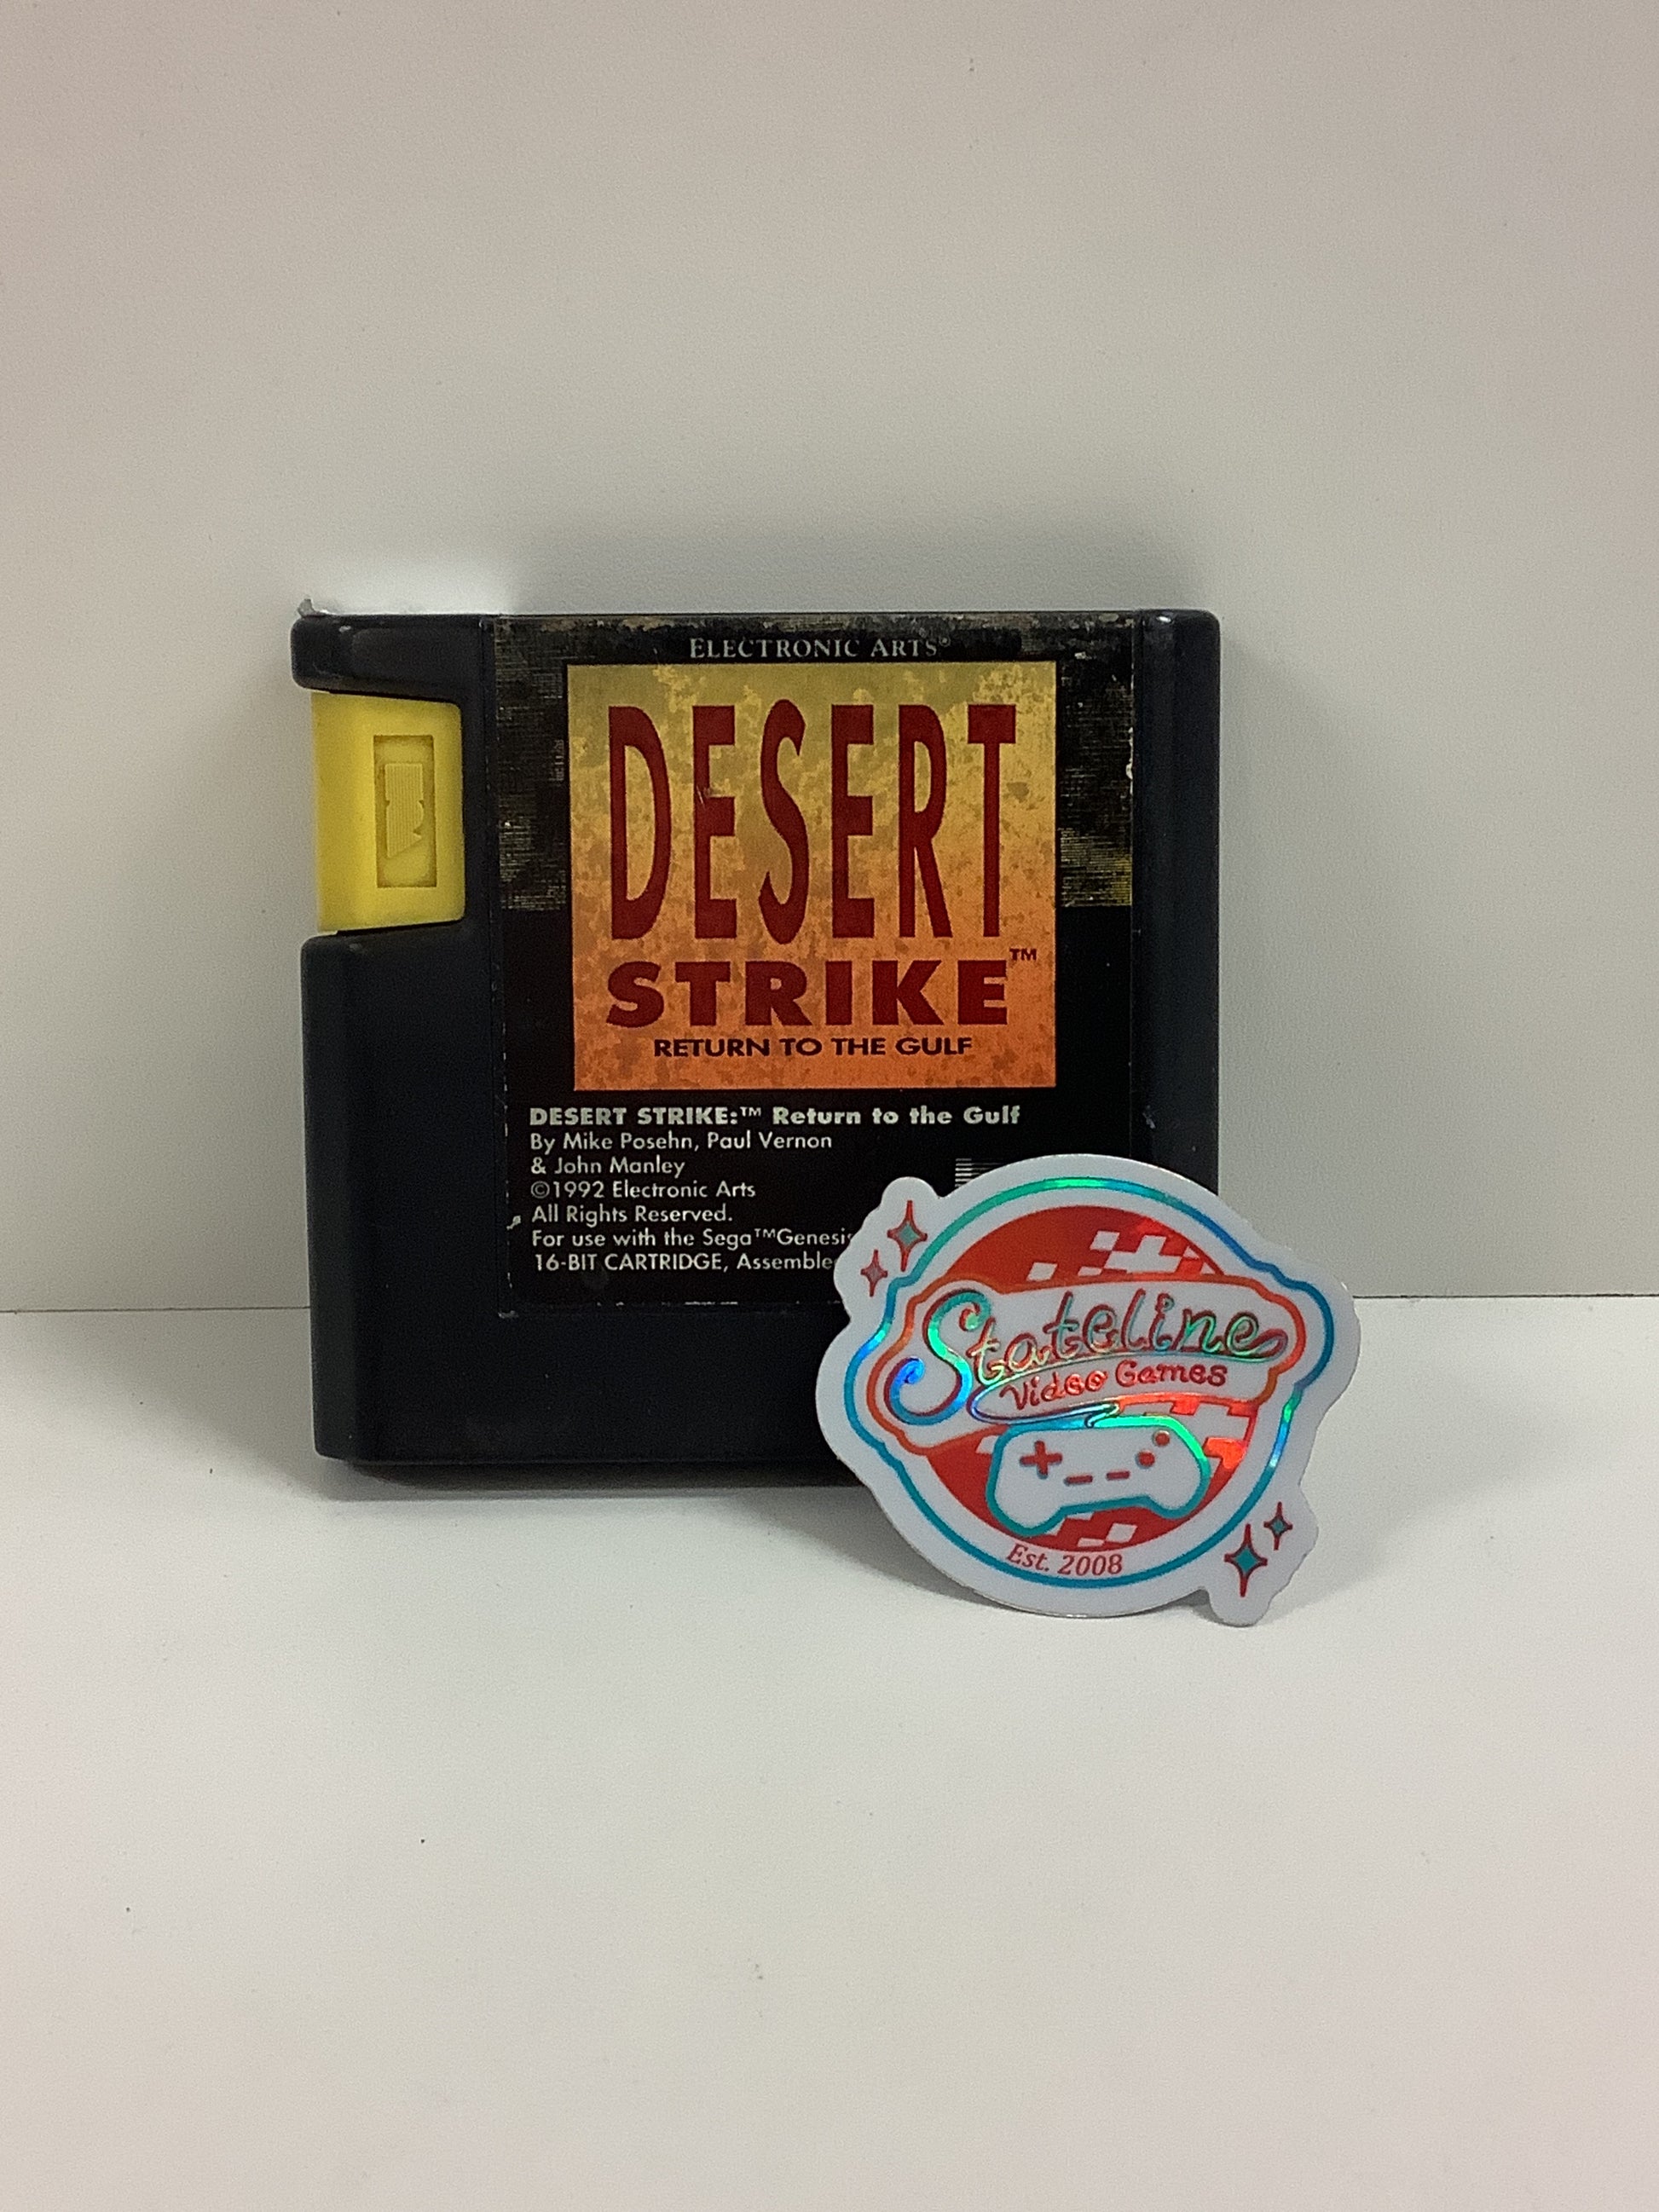 ELECTRONIC ARTS®
DESERT
STRIKE™
RETURN TO THE GULF
DESERT STRIKE:™ Return to the Gulf
By Mike Posehn, Paul Vernon
& John Manley
©1992 Electronic Arts
All Rights Reserved.
For use with the Sega™Genesis
16-BIT CARTRIDGE, Assemble
Stateline
Video Games
Est. 2008